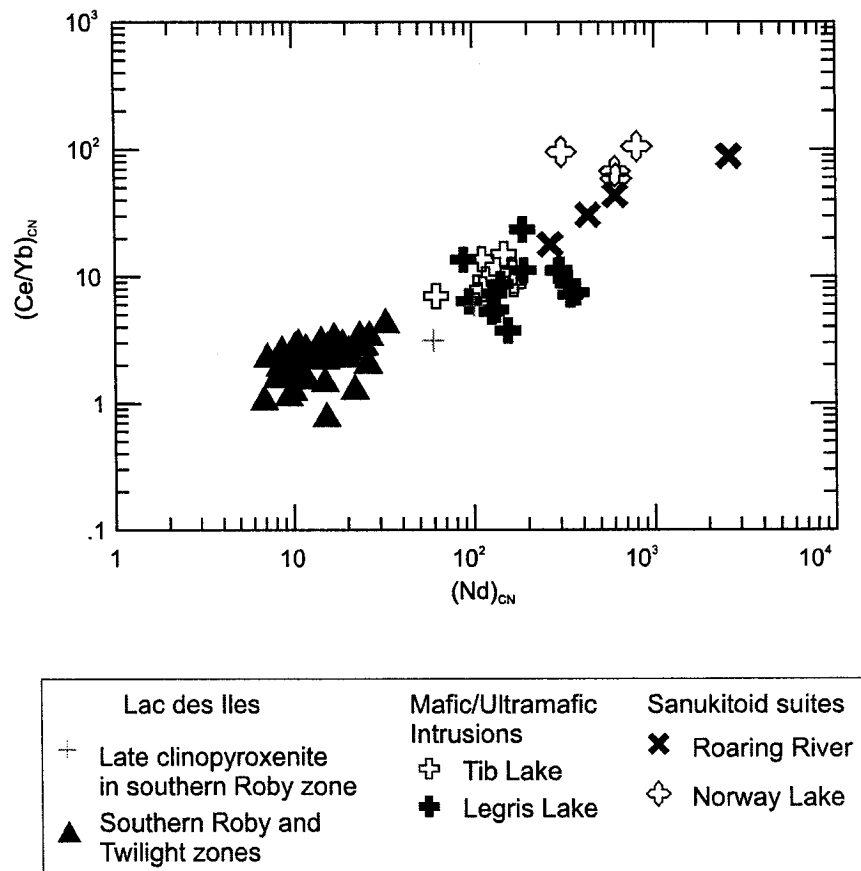 10³
10²
10
1
.1
(Ce/Yb)CN
1
10
10²
10³
10⁴
(Nd)CN
Lac des Iles
Late clinopyroxenite
in southern Roby zone
Southern Roby and
Twilight zones
Mafic/Ultramafic
Intrusions
Tib Lake
Legris Lake
Sanukitoid suites
Roaring River
Norway Lake